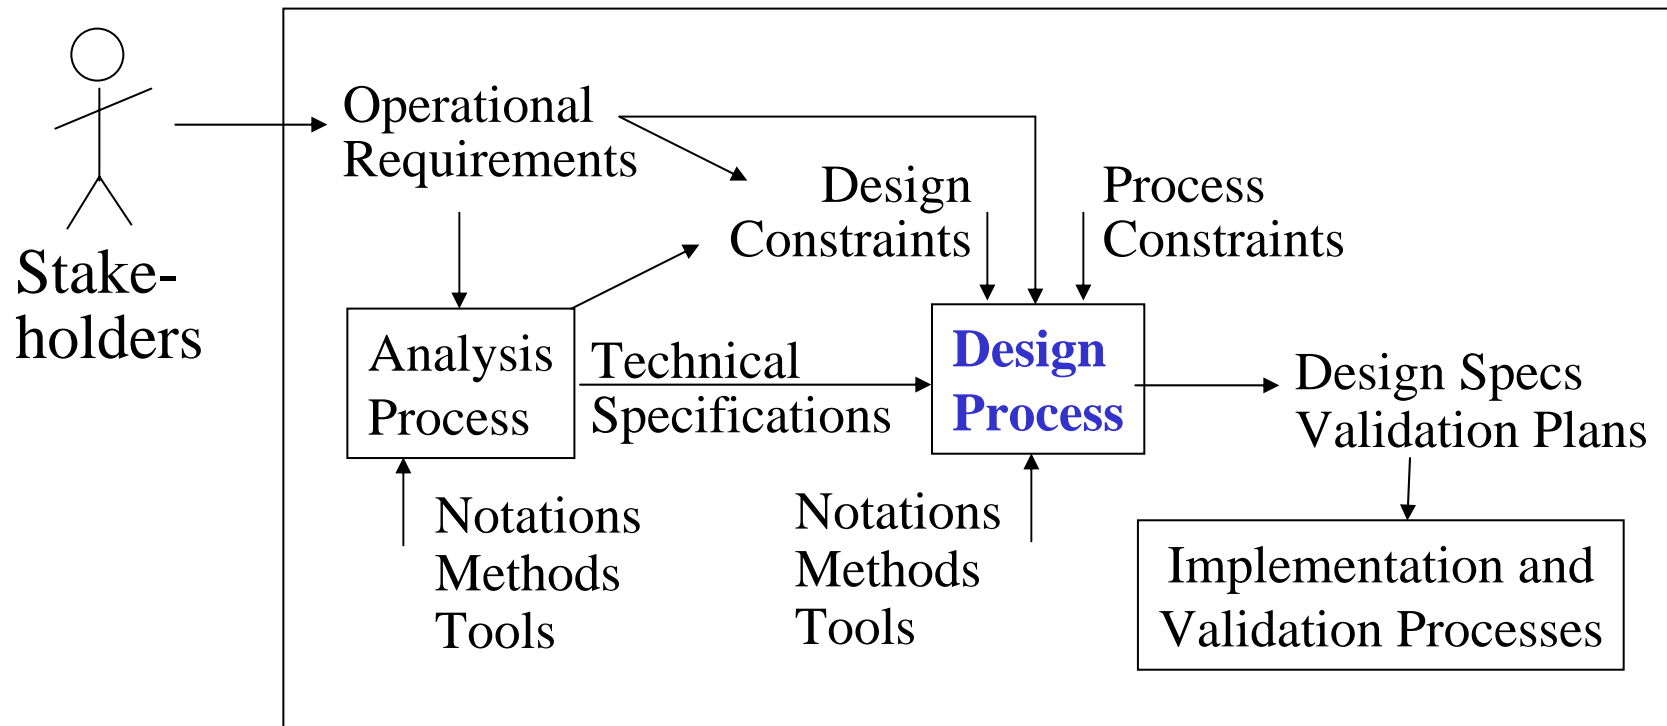 Stake-
holders
Operational
Requirements
Design
Constraints
Process
Constraints
Analysis
Process
Technical
Specifications
Design
Process
Design Specs
Validation Plans
Notations
Methods
Tools
Notations
Methods
Tools
Implementation and
Validation Processes